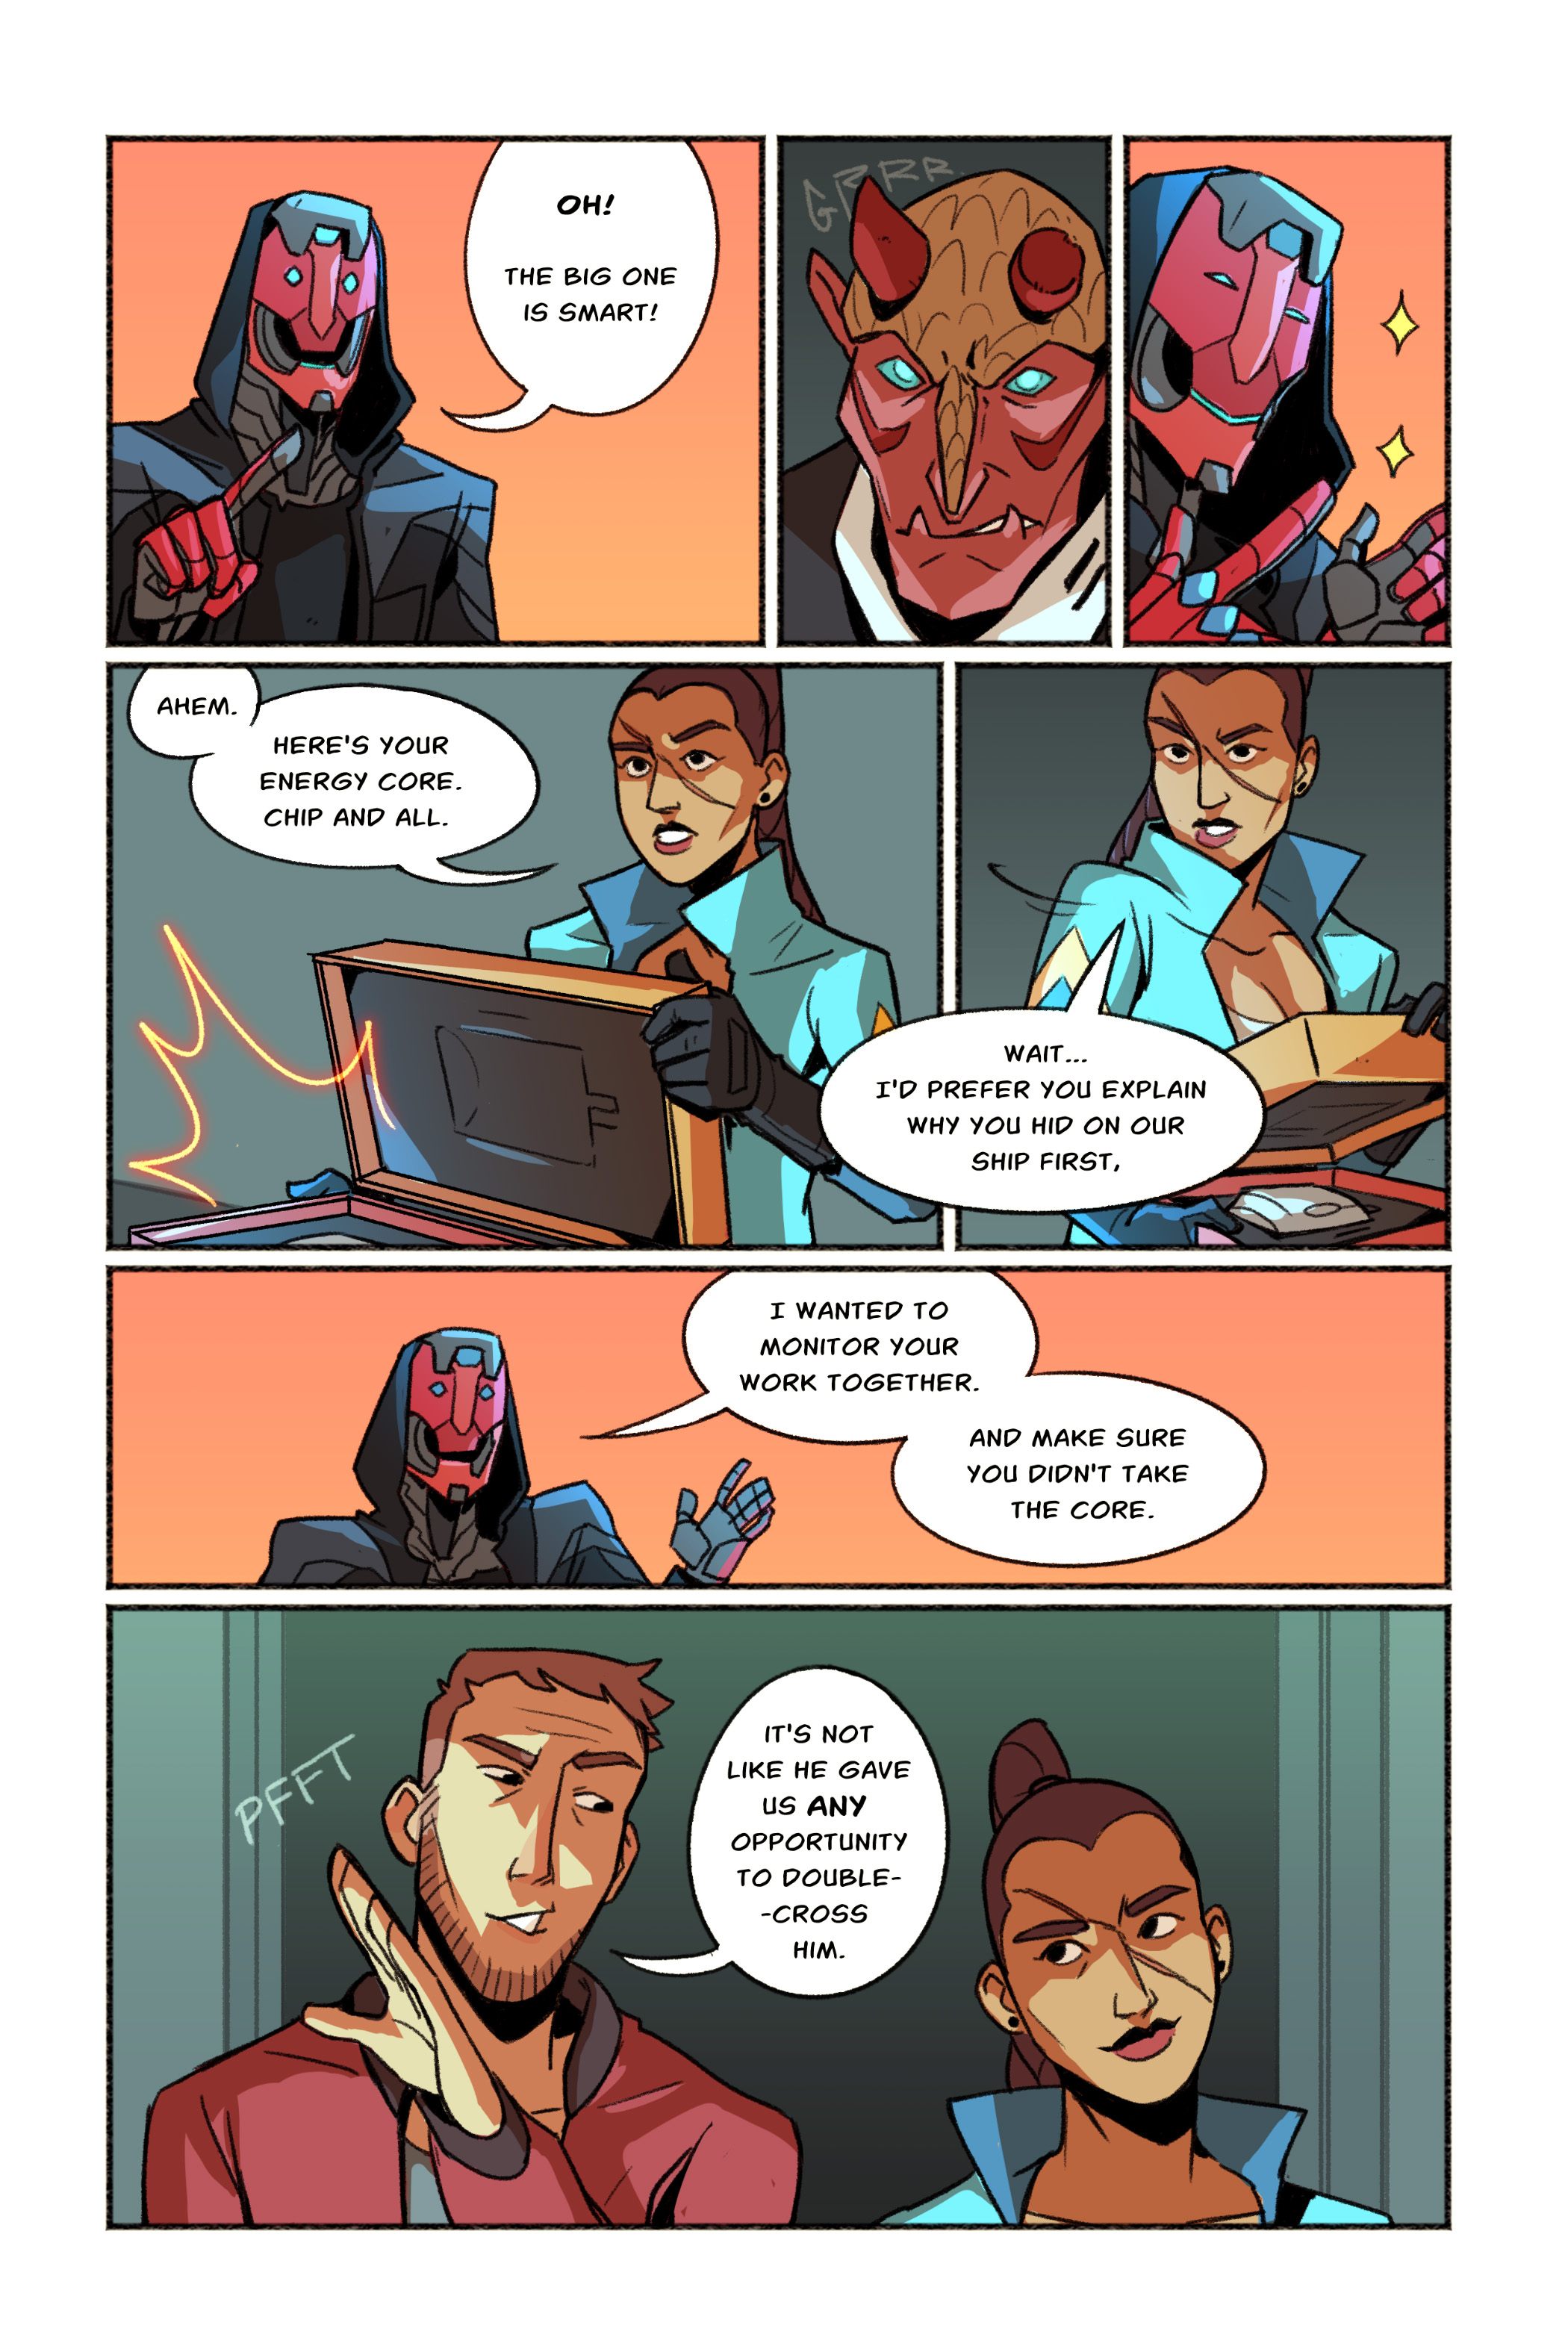 OH!
THE BIG ONE
IS SMART!
GRRR.
AHEM.
HERE'S YOUR
ENERGY CORE.
CHIP AND ALL.
WAIT...
I'D PREFER YOU EXPLAIN
WHY YOU HID ON OUR
SHIP FIRST,
I WANTED TO
MONITOR YOUR
WORK TOGETHER.
AND MAKE SURE
YOU DIDN'T TAKE
THE CORE.
PFFT
IT'S NOT
LIKE HE GAVE
US ANY
OPPORTUNITY
TO DOUBLE-
-CROSS
HIM.